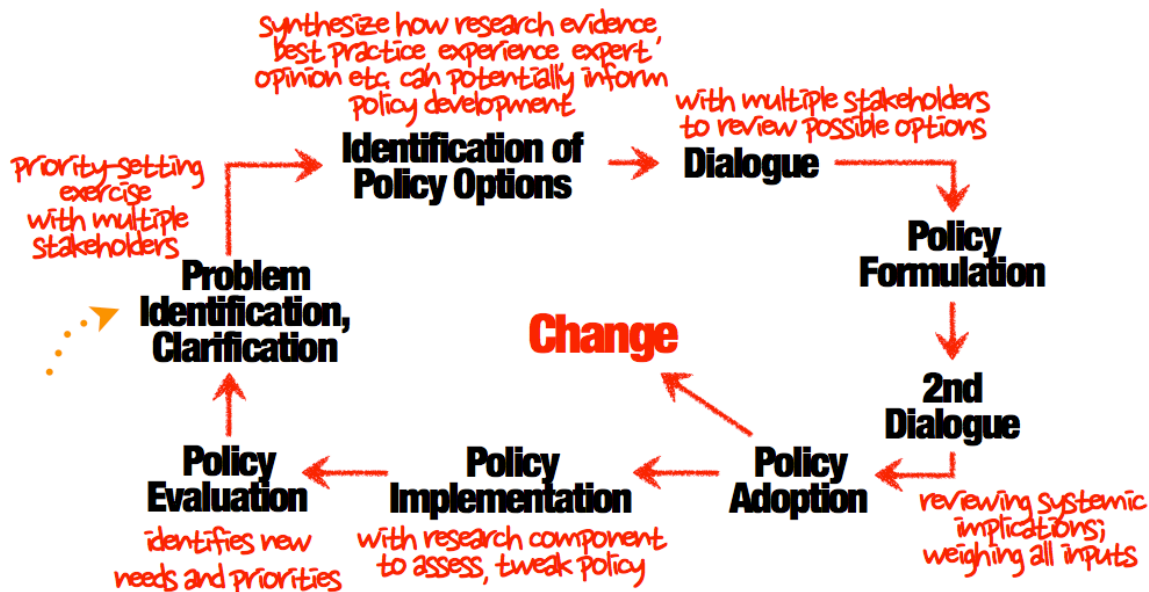 synthesize how research evidence,
best practice experience expert
opinion etc. can potentially inform
policy development
Identification of
Policy Options
with multiple stakeholders
to review possible options
Dialogue
priority-setting
exercise
with multiple
stakeholders
Problem
Identification,
Clarification
Policy
Formulation
Change
2nd
Dialogue
Policy
Evaluation
identifies new
needs and priorities
Policy
Implementation
with research component
to assess, tweak policy
Policy
Adoption
reviewing systemic
implications;
weighing all inputs